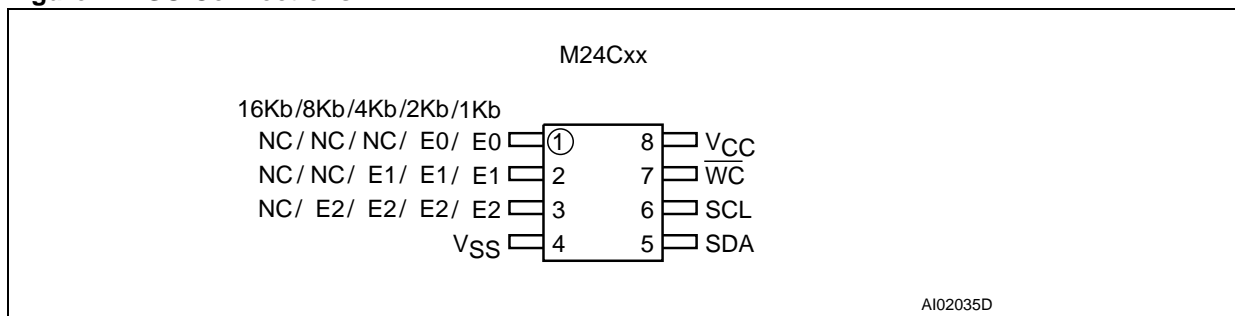 M24Cxx
16Kb/8Kb/4Kb/2Kb/1Kb
NC/ NC/ NC/ E0/ E0 1 8 VCC
NC/ NC/ E1/ E1/ E1 2 7 WC
NC/ E2/ E2/ E2/ E2 3 6 SCL
VSS 4 5 SDA
AI02035D